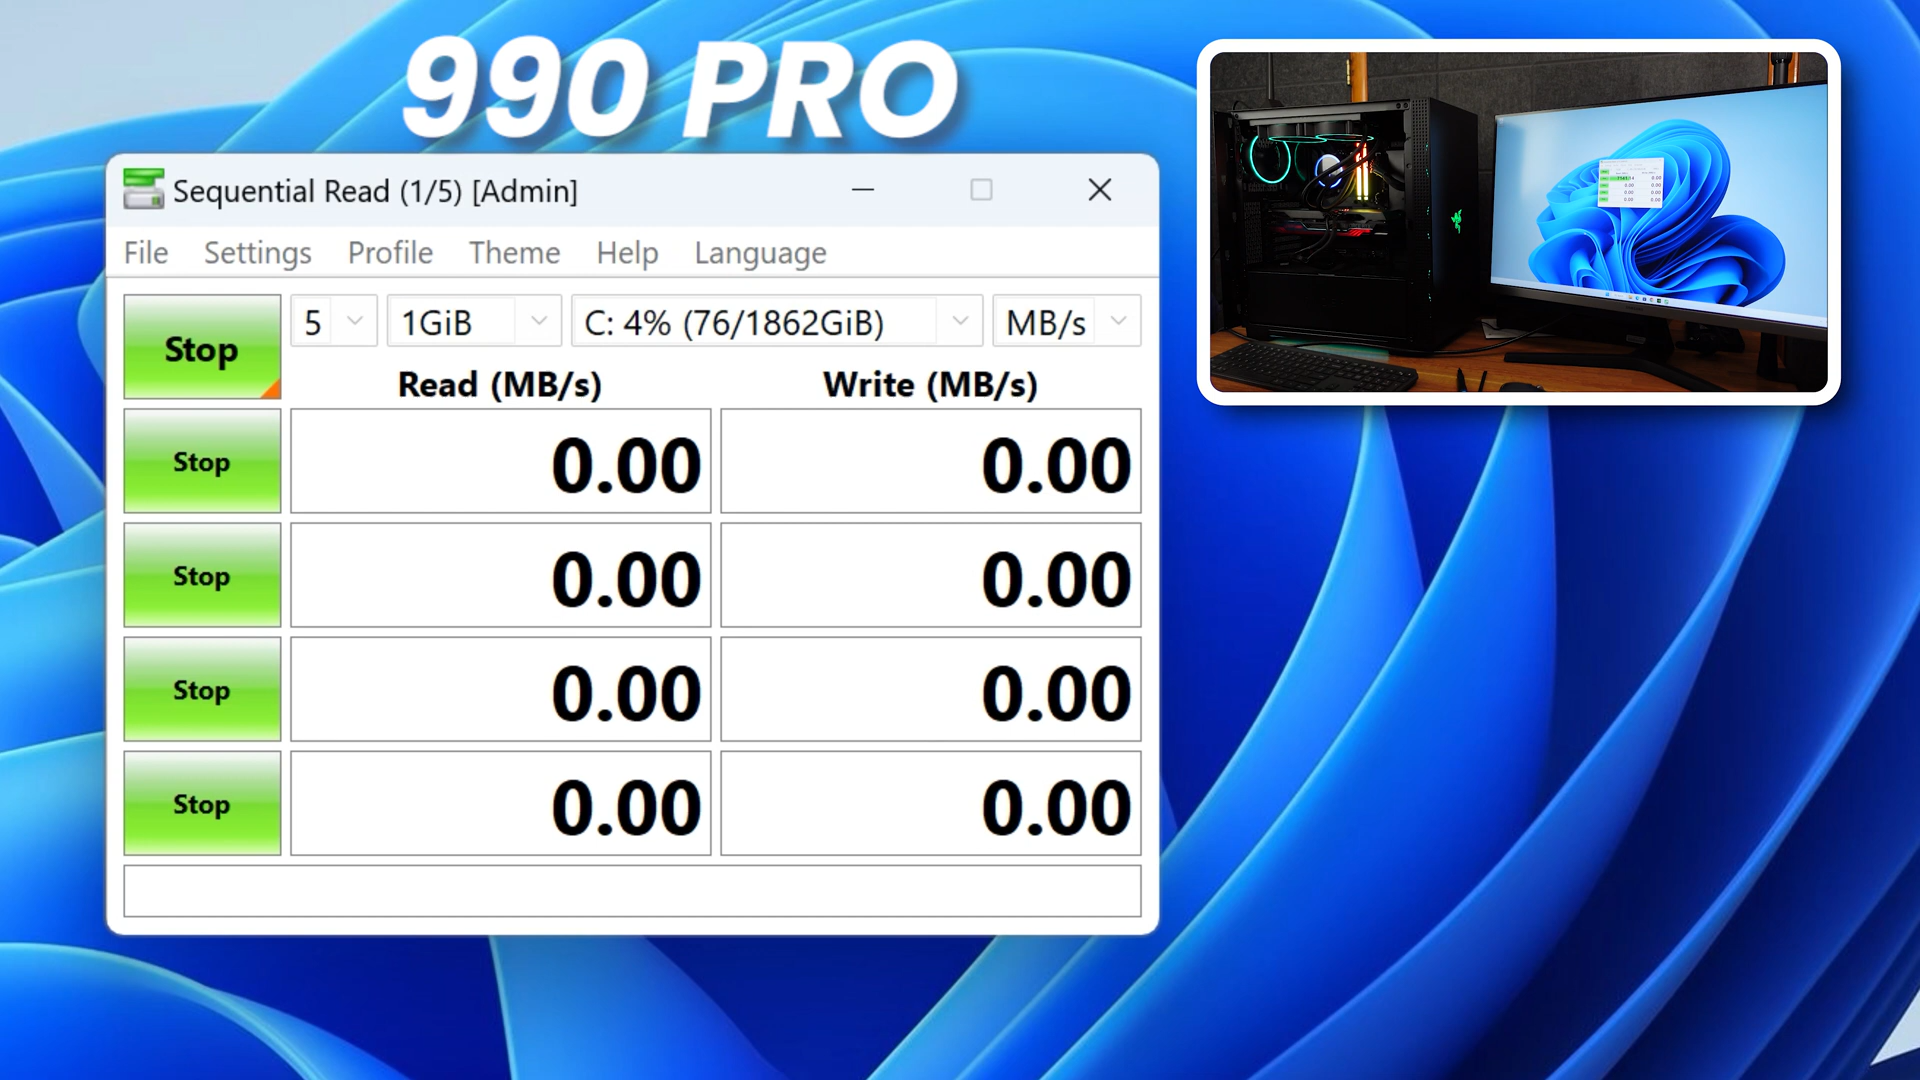 990 PRO
Sequential Read (1/5) [Admin]
File Settings Profile Theme Help Language
Stop 5 1GiB C: 4% (76/1862GiB) MB/s
Read (MB/s) Write (MB/s)
Stop 0.00 0.00
Stop 0.00 0.00
Stop 0.00 0.00
Stop 0.00 0.00